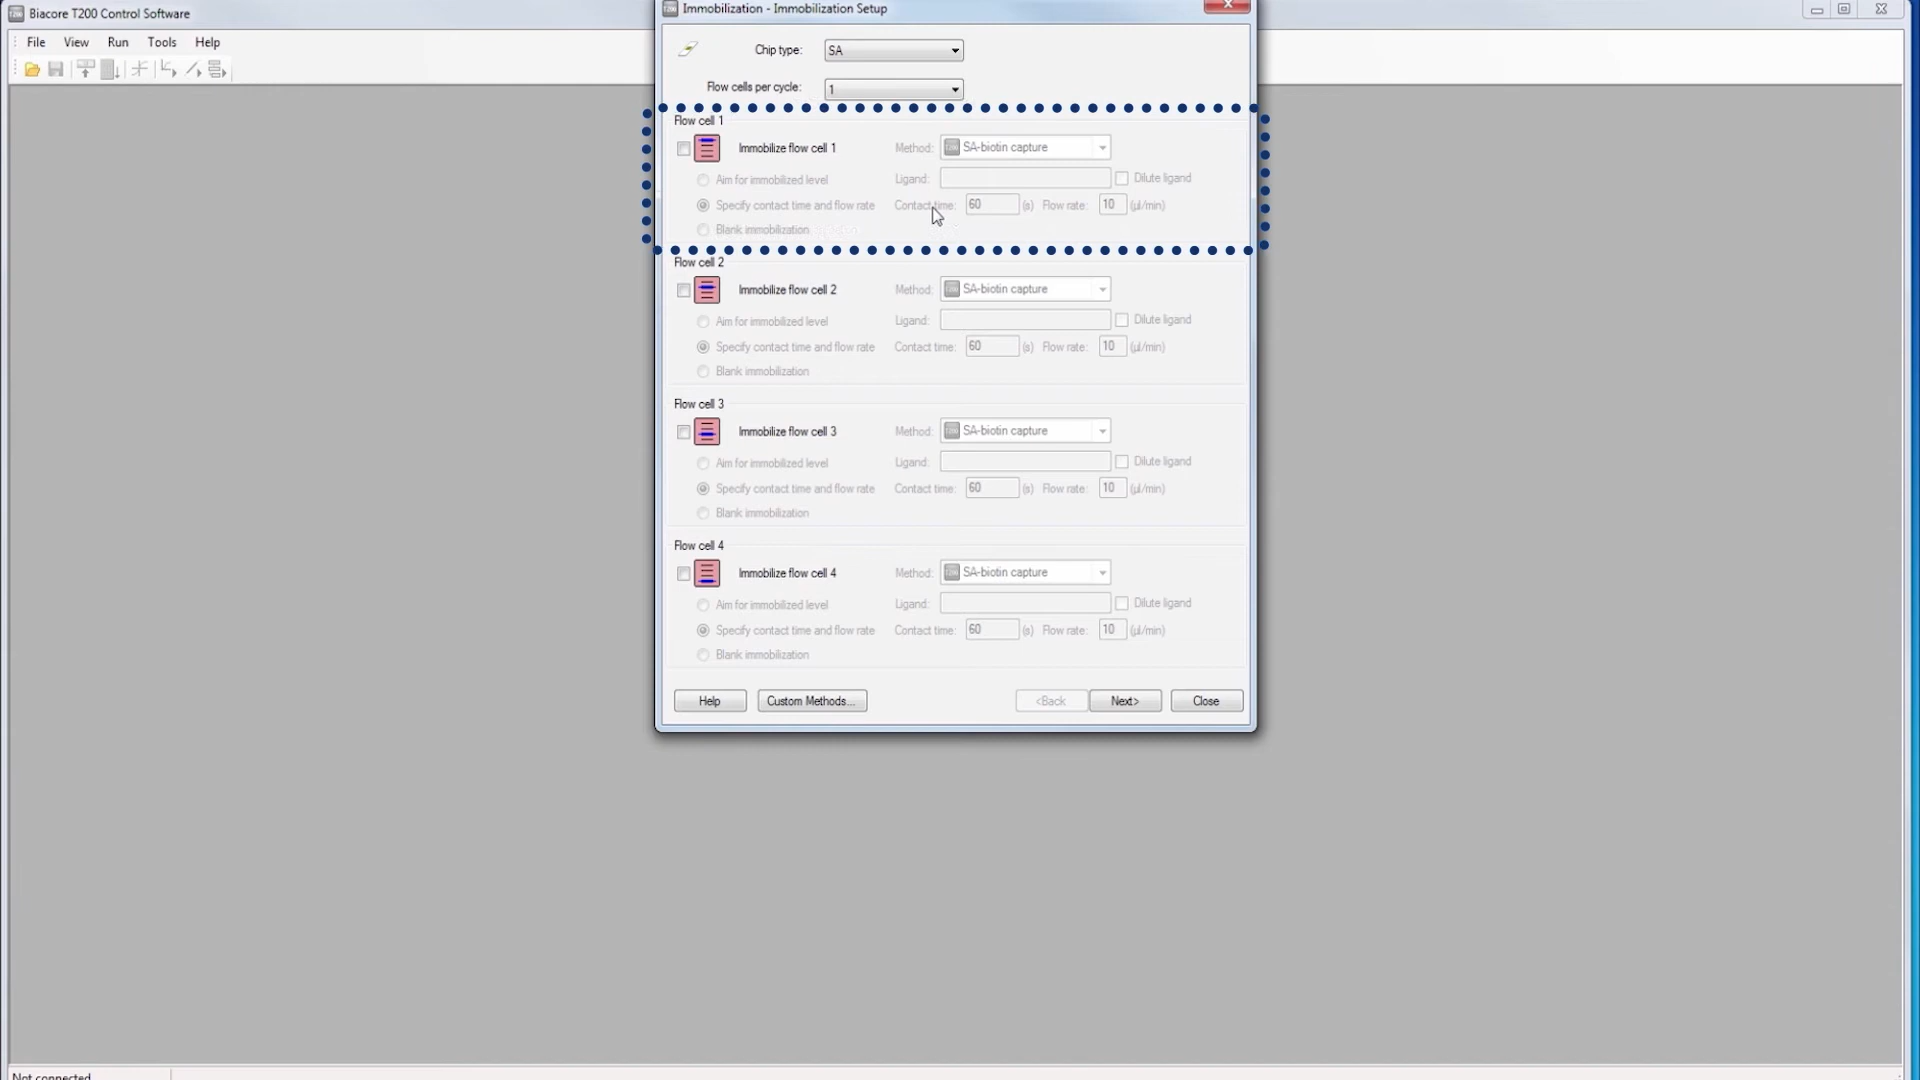 Biacore T200 Control Software
File View Run Tools Help
Immobilization - Immobilization Setup
Chip type: SA
Flow cells per cycle: 1
Flow cell 1
Immobilize flow cell 1 Method: SA-biotin capture
Aim for immobilized level Ligand: Dilute ligand
Specify contact time and flow rate Contact time: 60 (s) Flow rate: 10 (µl/min)
Blank immobilization
Flow cell 2
Immobilize flow cell 2 Method: SA-biotin capture
Aim for immobilized level Ligand: Dilute ligand
Specify contact time and flow rate Contact time: 60 (s) Flow rate: 10 (µl/min)
Blank immobilization
Flow cell 3
Immobilize flow cell 3 Method: SA-biotin capture
Aim for immobilized level Ligand: Dilute ligand
Specify contact time and flow rate Contact time: 60 (s) Flow rate: 10 (µl/min)
Blank immobilization
Flow cell 4
Immobilize flow cell 4 Method: SA-biotin capture
Aim for immobilized level Ligand: Dilute ligand
Specify contact time and flow rate Contact time: 60 (s) Flow rate: 10 (µl/min)
Blank immobilization
Help Custom Methods... <Back Next> Close
Not connected